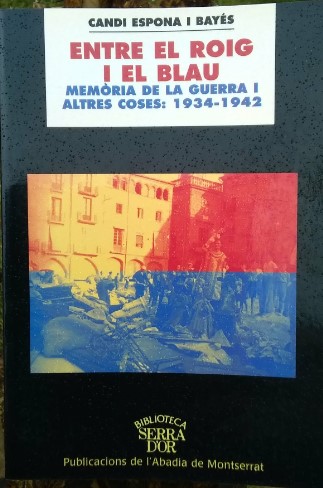 CANDI ESPONA I BAYÉS
ENTRE EL ROIG
I EL BLAU
MEMÒRIA DE LA GUERRA I
ALTRES COSES: 1934-1942
BIBLIOTECA
SERRA
D'OR
Publicacions de l'Abadia de Montserrat